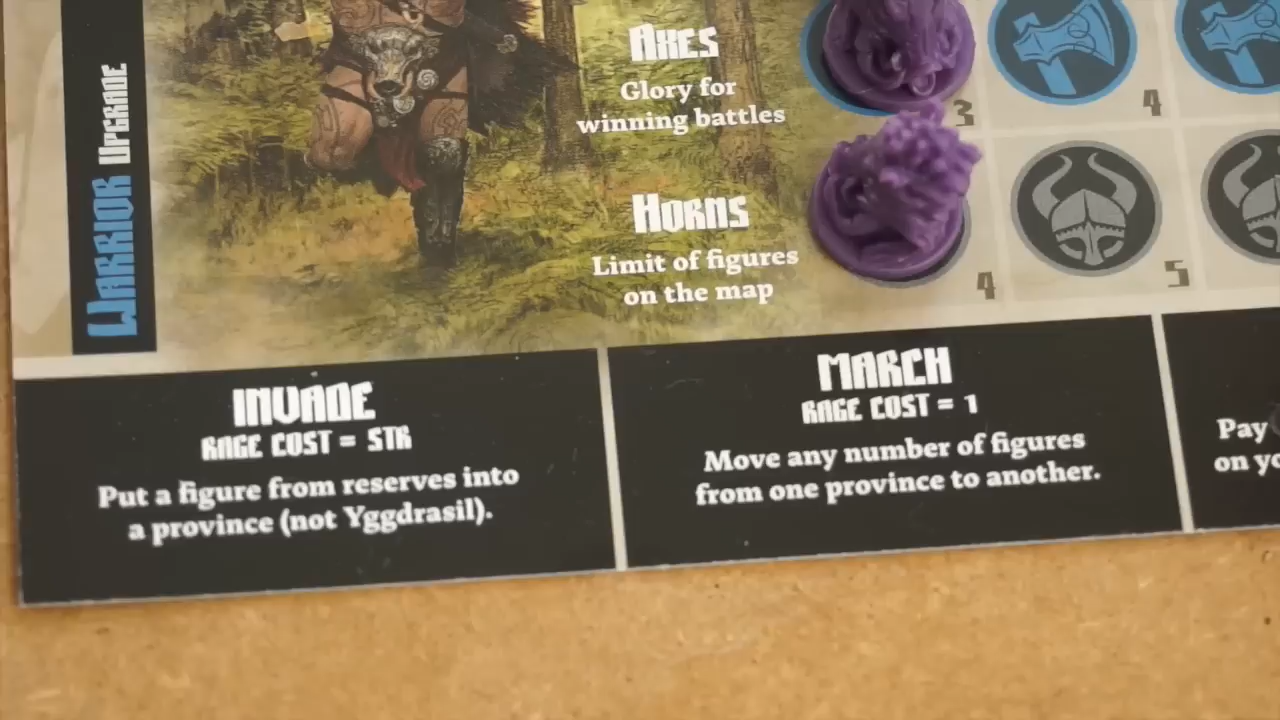 WARRIOR UPGRADE
AXES
Glory for
winning battles
3
4
HORNS
Limit of figures
on the map
4
5
INVADE
RAGE COST = STR
Put a figure from reserves into
a province (not Yggdrasil).
MARCH
RAGE COST = 1
Move any number of figures
from one province to another.
Pay
on yo